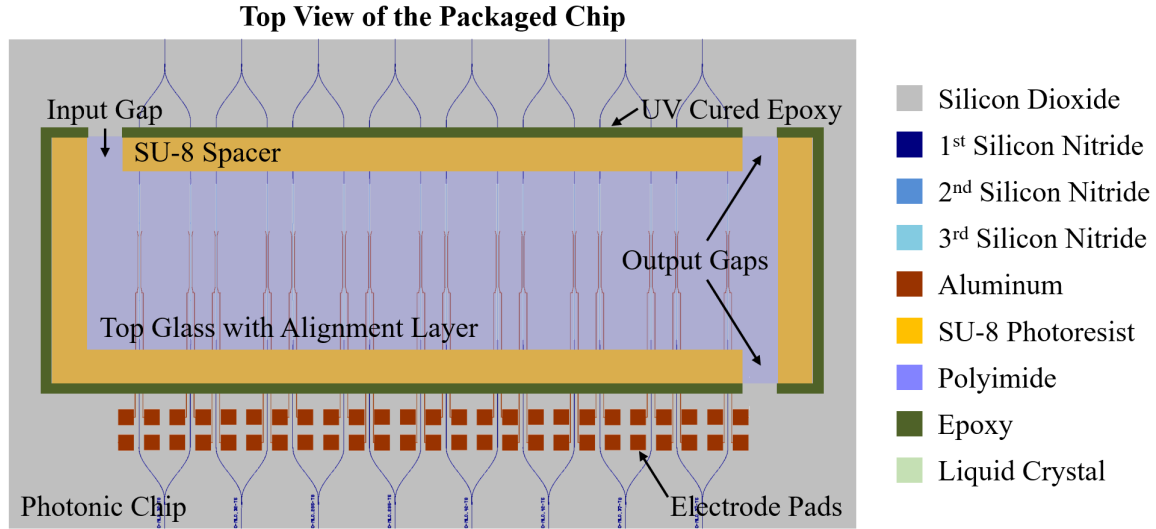 Top View of the Packaged Chip
Input Gap
UV Cured Epoxy
SU-8 Spacer
Output Gaps
Top Glass with Alignment Layer
Photonic Chip
Electrode Pads
Silicon Dioxide
1st Silicon Nitride
2nd Silicon Nitride
3rd Silicon Nitride
Aluminum
SU-8 Photoresist
Polyimide
Epoxy
Liquid Crystal